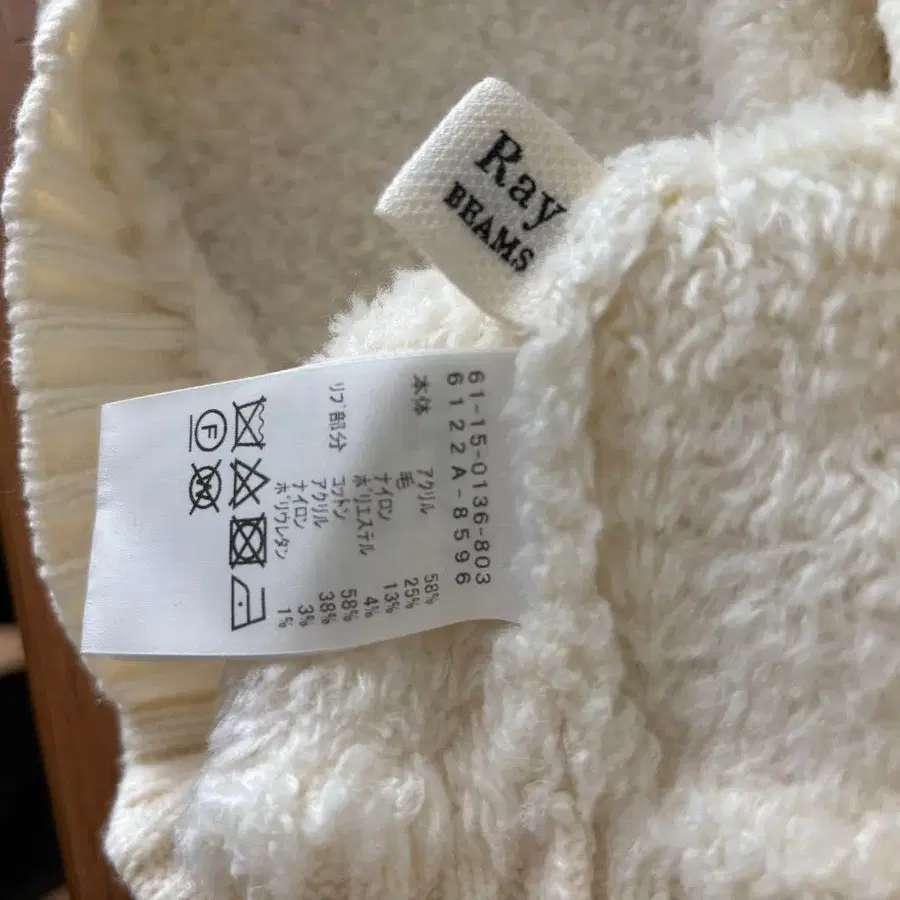 Ray
BEAMS
61-15-0136-803
6122A-8596
本体 アクリル 58%
毛 25%
ナイロン 13%
ポリエステル 4%
リブ部分 コットン 58%
アクリル 38%
ナイロン 3%
ポリウレタン 1%
F
W